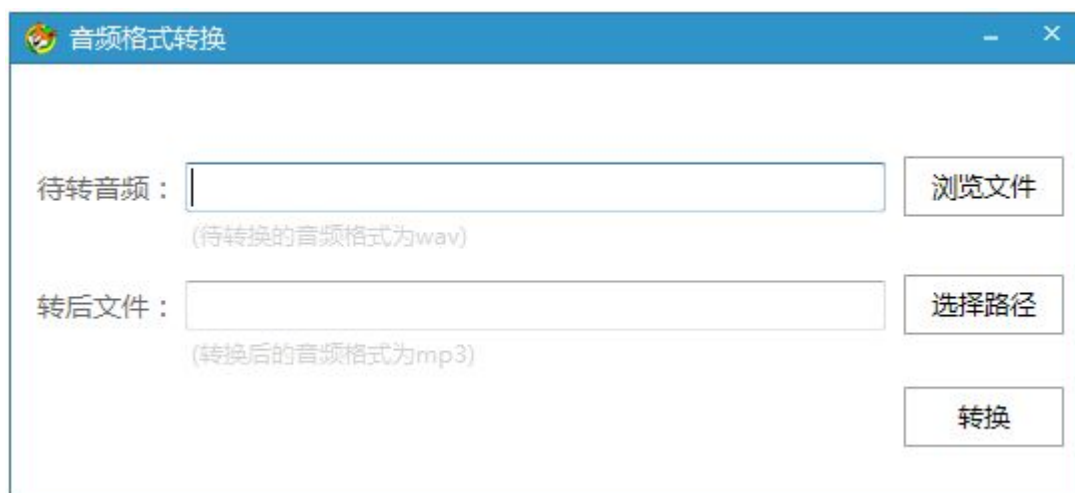 音频格式转换
待转音频：
浏览文件
(待转换的音频格式为wav)
转后文件：
选择路径
(转换后的音频格式为mp3)
转换